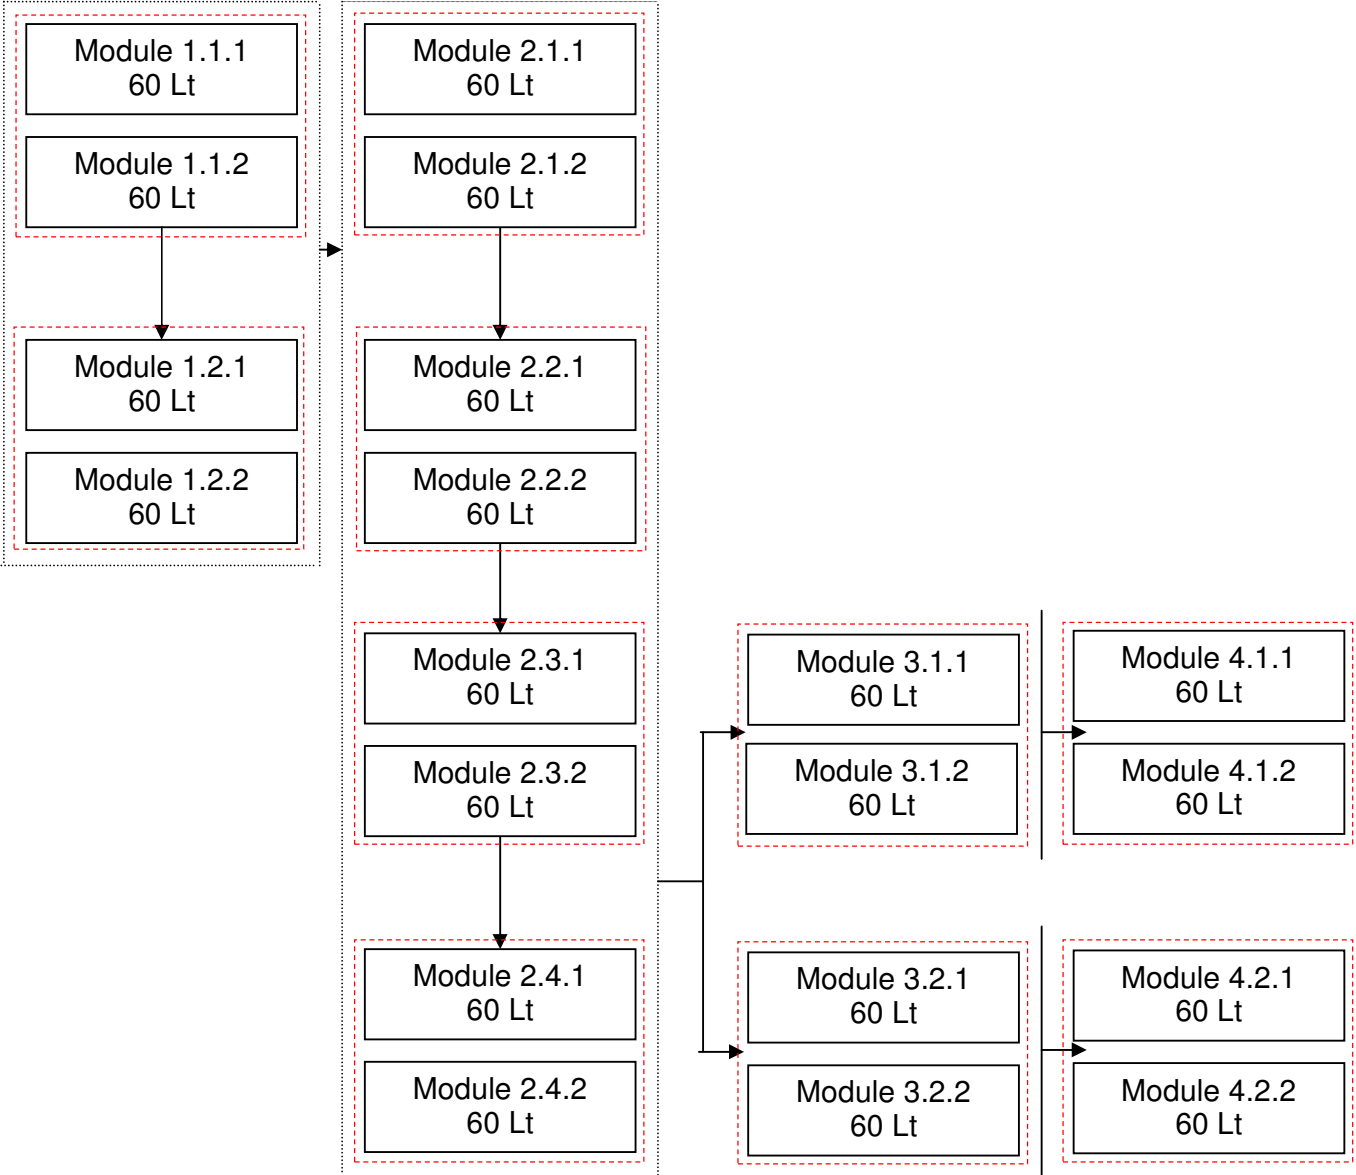 Module 1.1.1
60 Lt
Module 1.1.2
60 Lt
Module 1.2.1
60 Lt
Module 1.2.2
60 Lt
Module 2.1.1
60 Lt
Module 2.1.2
60 Lt
Module 2.2.1
60 Lt
Module 2.2.2
60 Lt
Module 2.3.1
60 Lt
Module 2.3.2
60 Lt
Module 2.4.1
60 Lt
Module 2.4.2
60 Lt
Module 3.1.1
60 Lt
Module 3.1.2
60 Lt
Module 3.2.1
60 Lt
Module 3.2.2
60 Lt
Module 4.1.1
60 Lt
Module 4.1.2
60 Lt
Module 4.2.1
60 Lt
Module 4.2.2
60 Lt